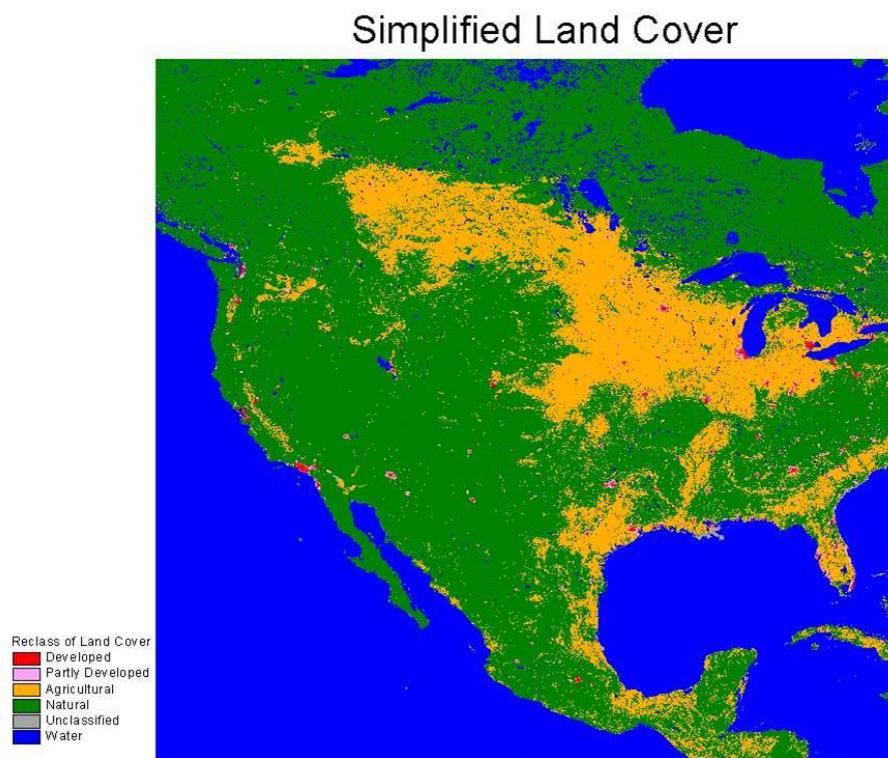 Simplified Land Cover
Reclass of Land Cover
Developed
Partly Developed
Agricultural
Natural
Unclassified
Water